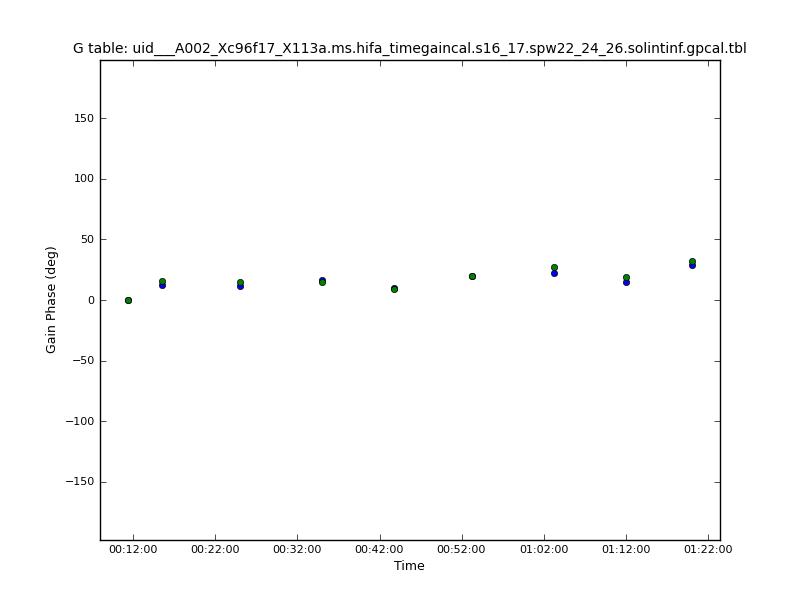 G table: uid___A002_Xc96f17_X113a.ms.hifa_timegaincal.s16_17.spw22_24_26.solintinf.gpcal.tbl
150
100
50
0
−50
−100
−150
Gain Phase (deg)
00:12:00 00:22:00 00:32:00 00:42:00 00:52:00 01:02:00 01:12:00 01:22:00
Time